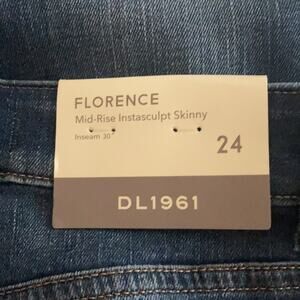 FLORENCE
Mid-Rise Instasculpt Skinny
Inseam 30"
24
DL1961